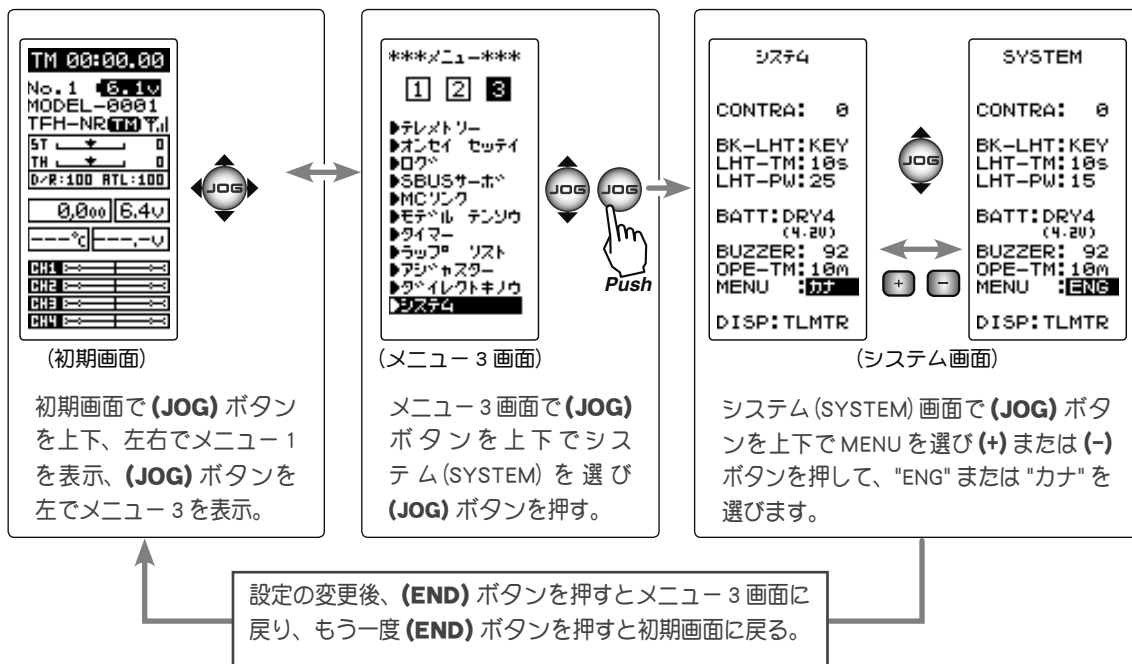 TM 00:00.00
No.1 6.1v
MODEL-0001
TFH-NR TM
ST 0
TH 0
D/R:100 ATL:100
0,000 6.4v
---℃ ---.-v
CH1
CH2
CH3
CH4
JOG
(初期画面)
初期画面で (JOG) ボタン
を上下、左右でメニュー 1
を表示、(JOG) ボタンを
左でメニュー 3 を表示。
***メニュー***
1 2 3
▶テレメトリー
▶オンセイ セッテイ
▶ログ
▶SBUSサーボ
▶MCリンク
▶モデル テンソウ
▶タイマー
▶ラップ リスト
▶アジャスター
▶ダイレクトキノウ
▶システム
JOG JOG
Push
(メニュー 3 画面)
メニュー 3 画面で (JOG)
ボタンを上下でシス
テム(SYSTEM) を選び
(JOG) ボタンを押す。
システム
CONTRA: 0
BK-LHT:KEY
LHT-TM:10s
LHT-PW:25
BATT:DRY4
(4.2V)
BUZZER: 92
OPE-TM:10m
MENU :カナ
DISP:TLMTR
JOG
+ -
SYSTEM
CONTRA: 0
BK-LHT:KEY
LHT-TM:10s
LHT-PW:15
BATT:DRY4
(4.2V)
BUZZER: 92
OPE-TM:10m
MENU :ENG
DISP:TLMTR
(システム画面)
システム(SYSTEM) 画面で (JOG) ボタ
ンを上下で MENU を選び (+) または (-)
ボタンを押して、"ENG" または "カナ" を
選びます。
設定の変更後、(END) ボタンを押すとメニュー 3 画面に
戻り、もう一度 (END) ボタンを押すと初期画面に戻る。